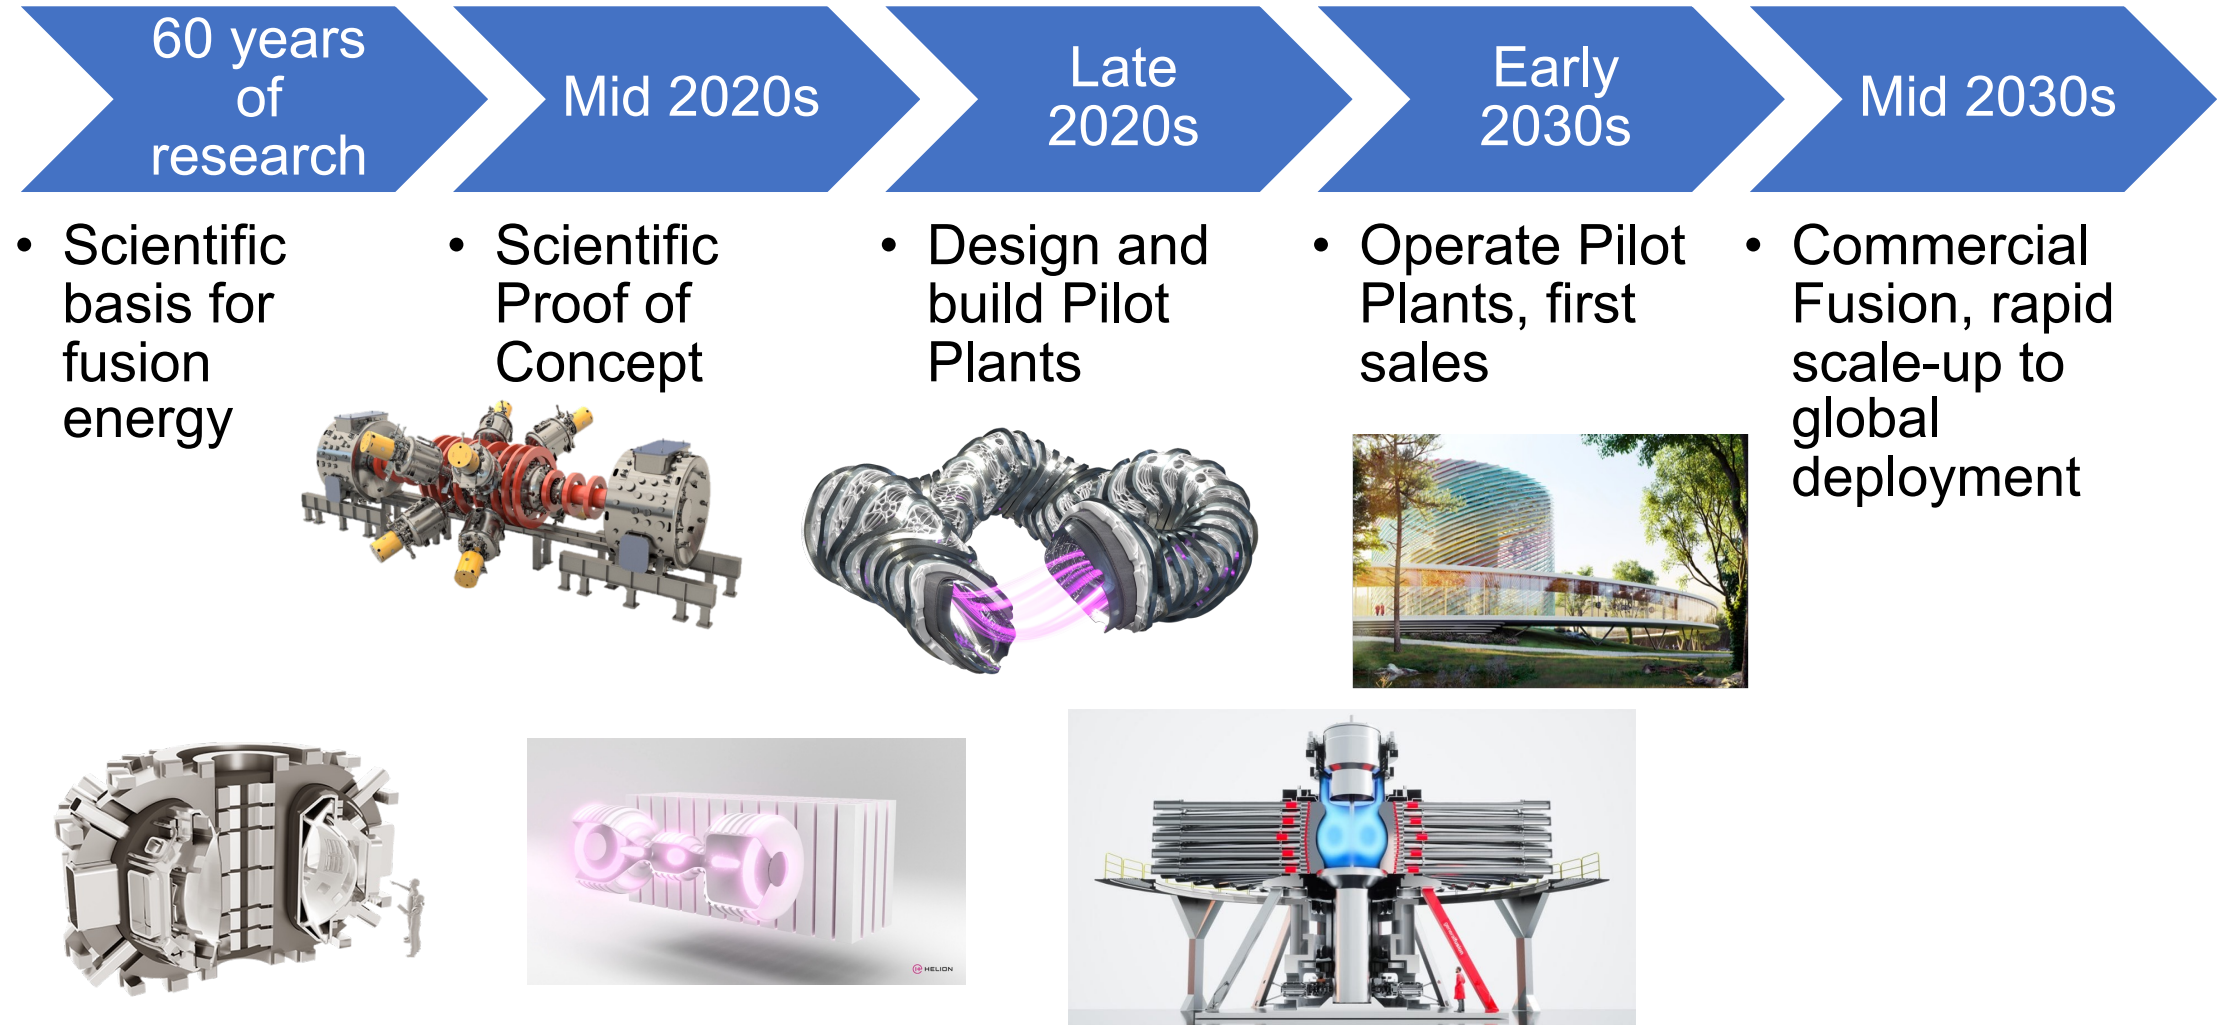 60 years
of
research
Mid 2020s
Late
2020s
Early
2030s
Mid 2030s
• Scientific
basis for
fusion
energy
• Scientific
Proof of
Concept
• Design and
build Pilot
Plants
• Operate Pilot
Plants, first
sales
• Commercial
Fusion, rapid
scale-up to
global
deployment
HELION